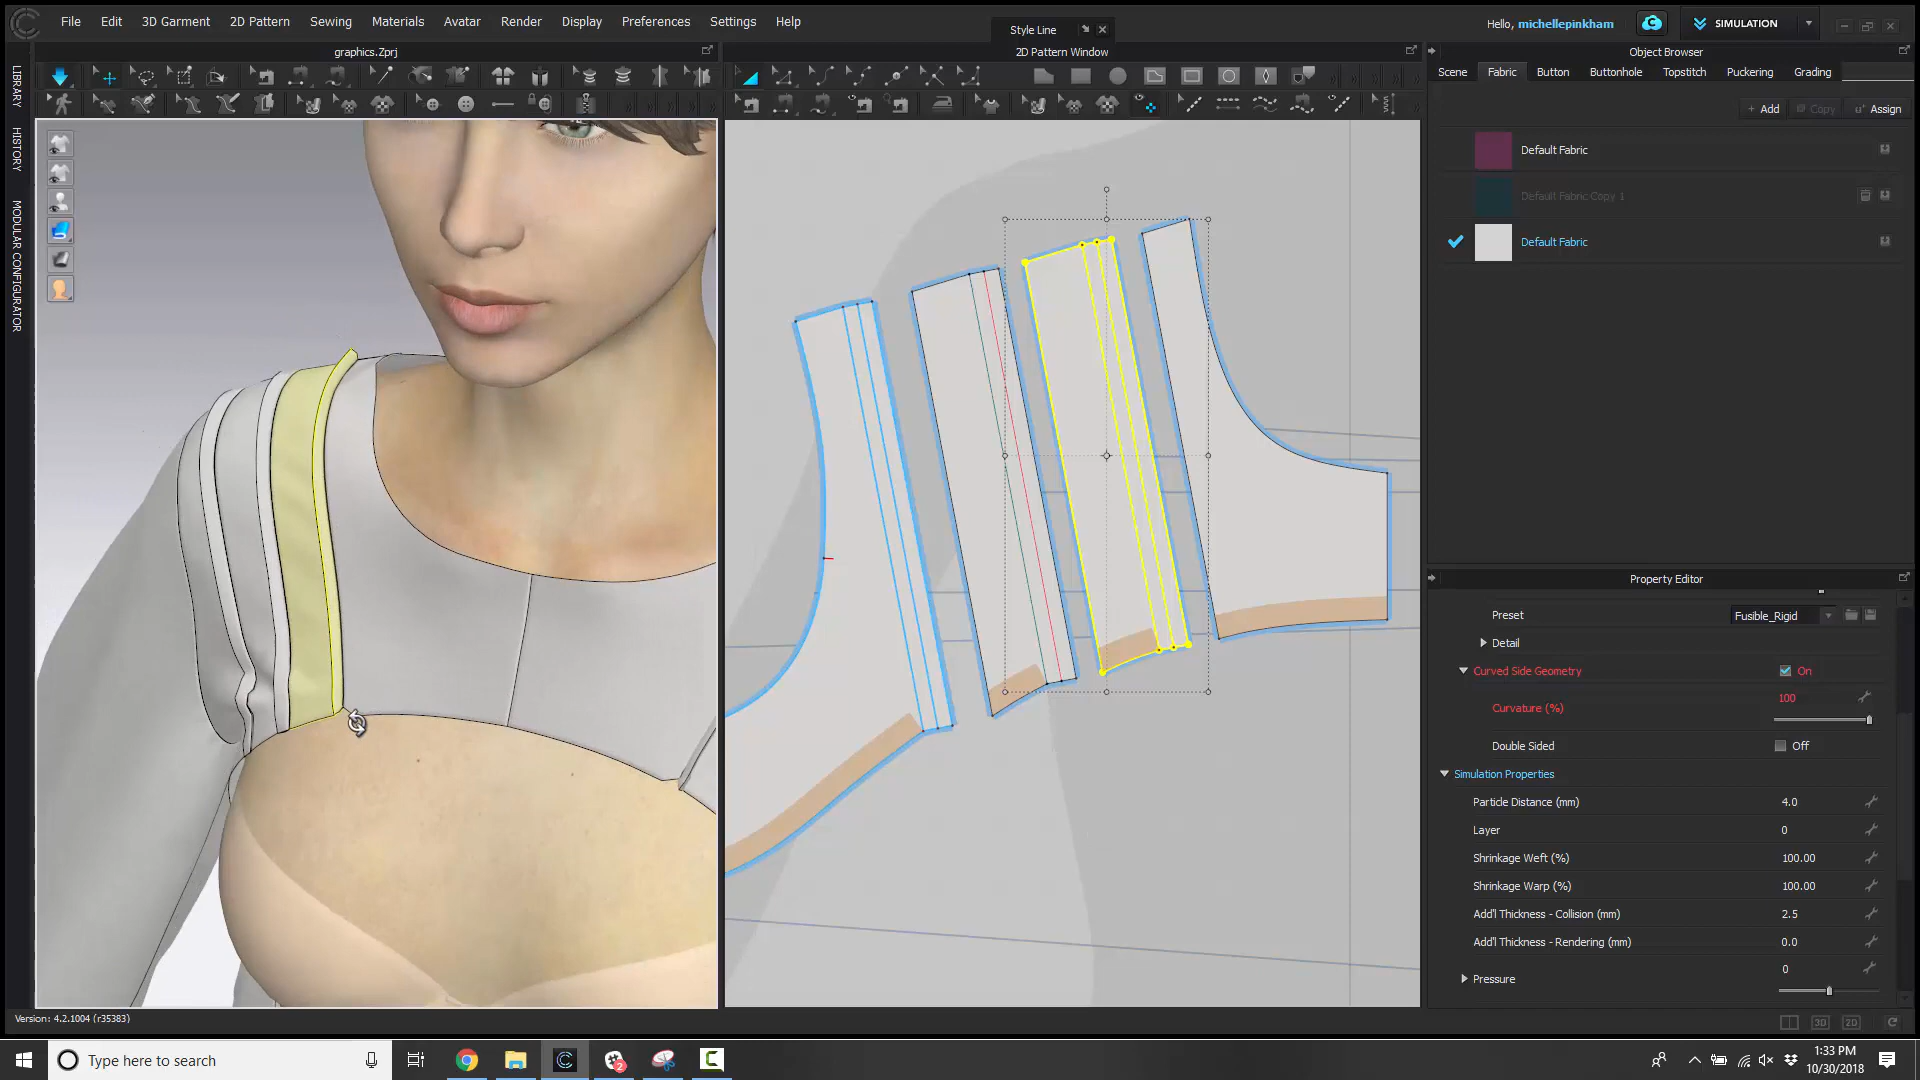 File Edit 3D Garment 2D Pattern Sewing Materials Avatar Render Display Preferences Settings Help
Style Line
Hello, michellepinkham
SIMULATION
graphics.Zprj
2D Pattern Window
Object Browser
Scene Fabric Button Buttonhole Topstitch Puckering Grading
+ Add Copy Assign
Default Fabric
Default Fabric Copy 1
Default Fabric
LIBRARY
HISTORY
MODULAR CONFIGURATOR
Property Editor
Preset Fusible_Rigid
Detail
Curved Side Geometry On
100
Curvature (%)
Double Sided Off
Simulation Properties
Particle Distance (mm) 4.0
Layer 0
Shrinkage Weft (%) 100.00
Shrinkage Warp (%) 100.00
Add'l Thickness - Collision (mm) 2.5
Add'l Thickness - Rendering (mm) 0.0
0
Pressure
Version: 4.2.1004 (r35383)
3D 2D
Type here to search
2
1:33 PM
10/30/2018